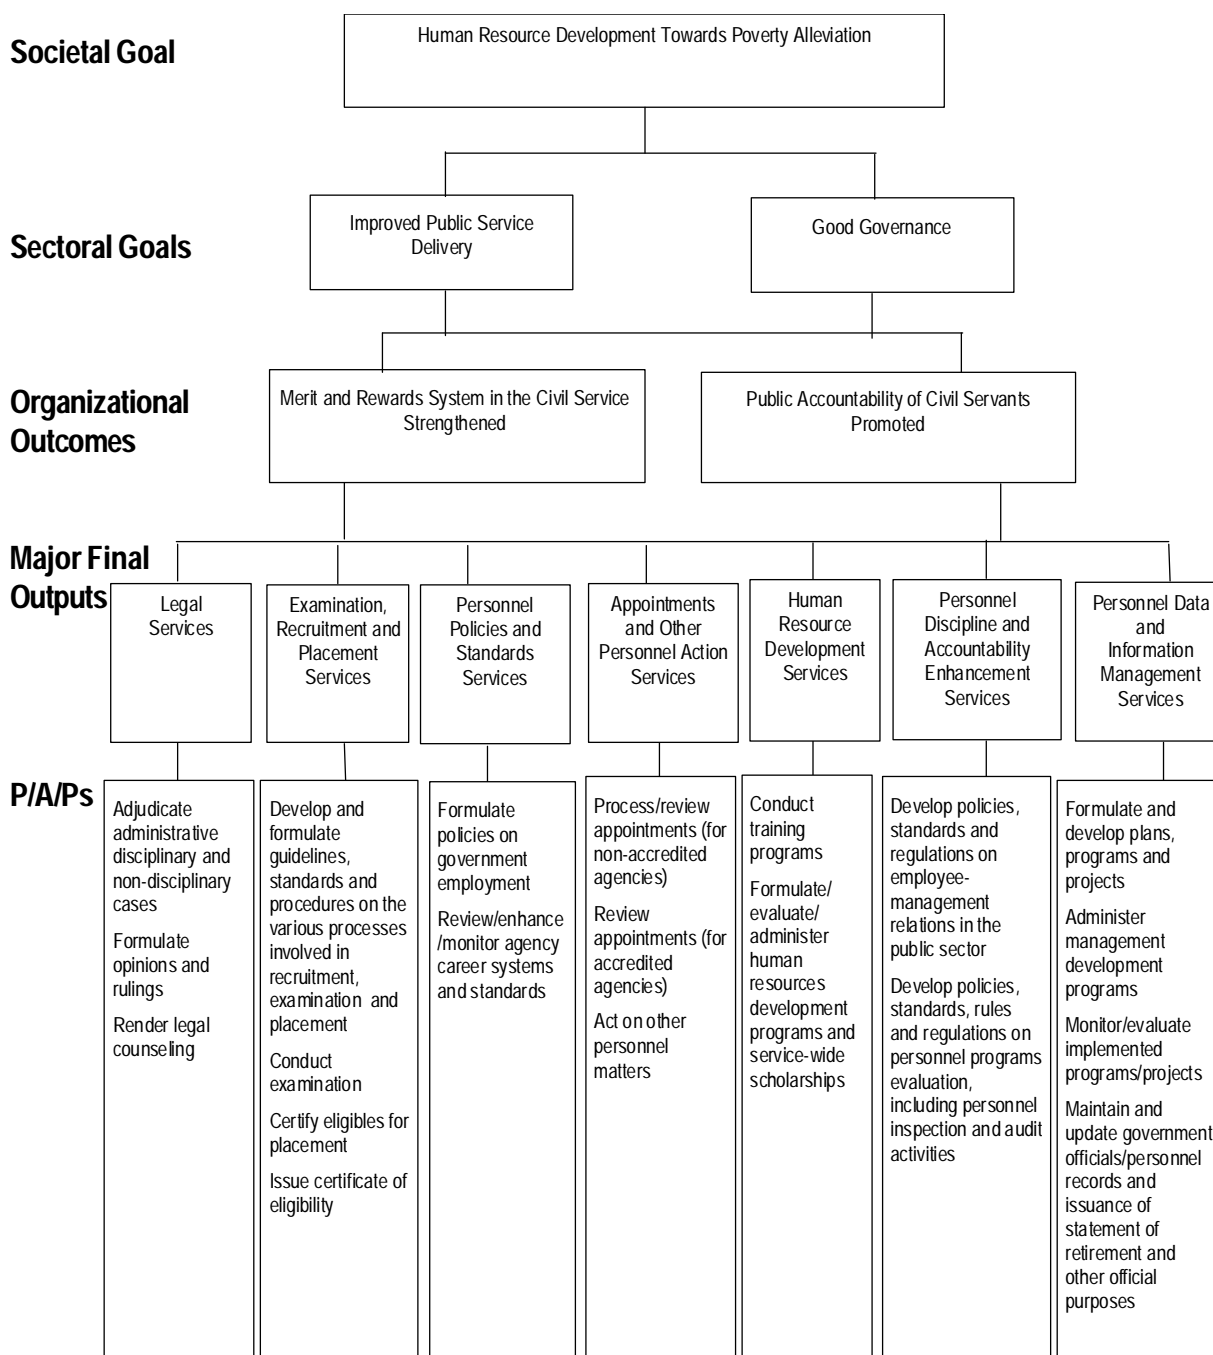 Societal Goal
Human Resource Development Towards Poverty Alleviation
Sectoral Goals
Improved Public Service
Delivery
Good Governance
Organizational
Outcomes
Merit and Rewards System in the Civil Service
Strengthened
Public Accountability of Civil Servants
Promoted
Major Final
Outputs
Legal
Services
Examination,
Recruitment and
Placement
Services
Personnel
Policies and
Standards
Services
Appointments
and Other
Personnel Action
Services
Human
Resource
Development
Services
Personnel
Discipline and
Accountability
Enhancement
Services
Personnel Data
and
Information
Management
Services
P/A/Ps
Adjudicate
administrative
disciplinary and
non-disciplinary
cases
Formulate
opinions and
rulings
Render legal
counseling
Develop and
formulate
guidelines,
standards and
procedures on the
various processes
involved in
recruitment,
examination and
placement
Conduct
examination
Certify eligibles for
placement
Issue certificate of
eligibility
Formulate
policies on
government
employment
Review/enhance
/monitor agency
career systems
and standards
Process/review
appointments (for
non-accredited
agencies)
Review
appointments (for
accredited
agencies)
Act on other
personnel
matters
Conduct
training
programs
Formulate/
evaluate/
administer
human
resources
development
programs and
service-wide
scholarships
Develop policies,
standards and
regulations on
employee-
management
relations in the
public sector
Develop policies,
standards, rules
and regulations on
personnel programs
evaluation,
including personnel
inspection and audit
activities
Formulate and
develop plans,
programs and
projects
Administer
management
development
programs
Monitor/evaluate
implemented
programs/projects
Maintain and
update government
officials/personnel
records and
issuance of
statement of
retirement and
other official
purposes